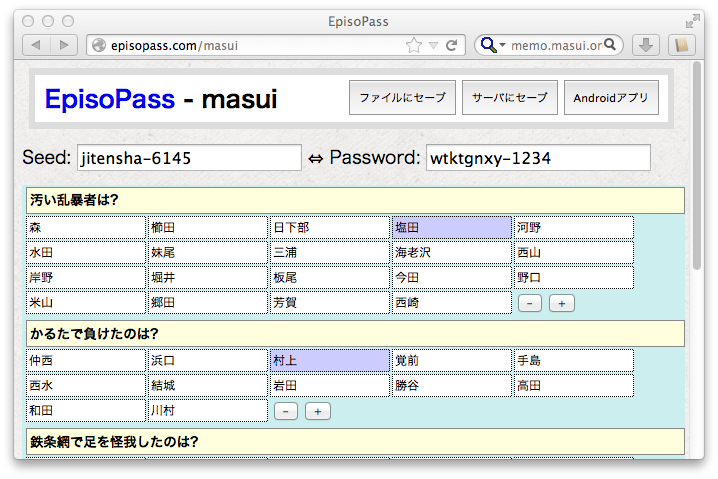 EpisoPass
episopass.com/masui
memo.masui.or
EpisoPass - masui
ファイルにセーブ サーバにセーブ Androidアプリ
Seed: jitensha-6145 ⇔ Password: wtktgnxy-1234
汚い乱暴者は?
森 櫛田 日下部 塩田 河野
水田 妹尾 三浦 海老沢 西山
岸野 堀井 板尾 今田 野口
米山 郷田 芳賀 西崎 - +
かるたで負けたのは?
仲西 浜口 村上 覚前 手島
西水 結城 岩田 勝谷 高田
和田 川村 - +
鉄条網で足を怪我したのは?